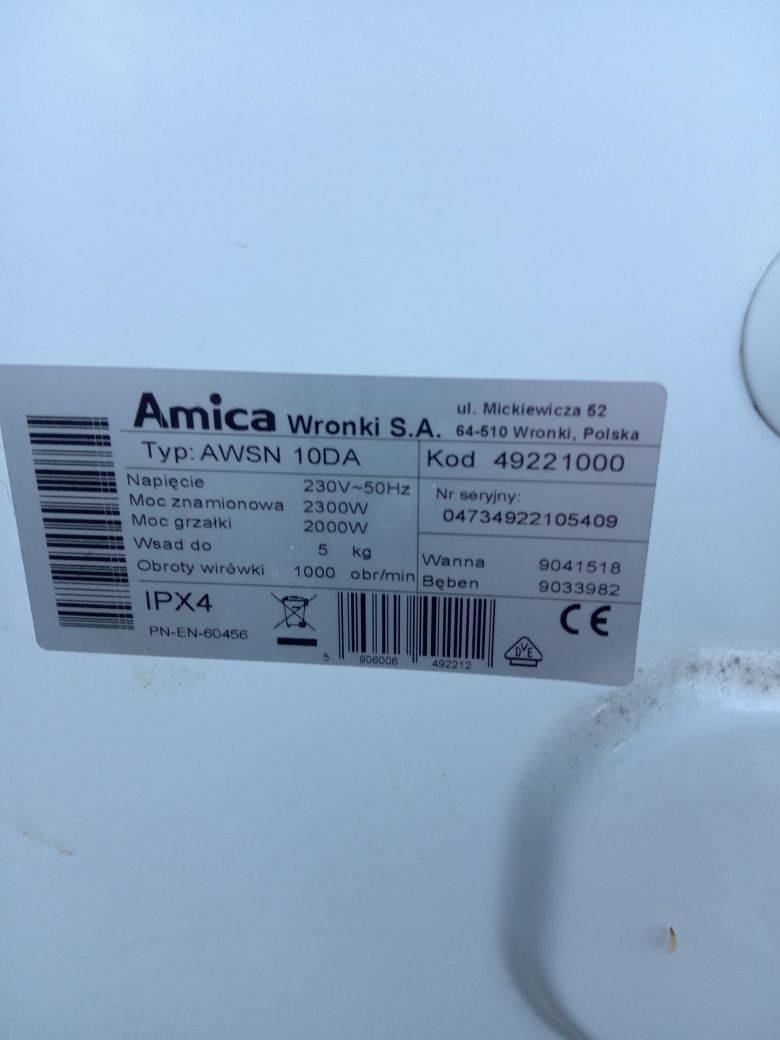 Amica Wronki S.A.
ul. Mickiewicza 52
64-510 Wronki, Polska
Typ: AWSN 10DA
Kod 49221000
Napięcie 230V~50Hz
Moc znamionowa 2300W
Moc grzałki 2000W
Wsad do 5 kg
Obroty wirówki 1000 obr/min
Nr seryjny:
04734922105409
Wanna 9041518
Bęben 9033982
IPX4
PN-EN-60456
5 906006 492212
CE
DVE